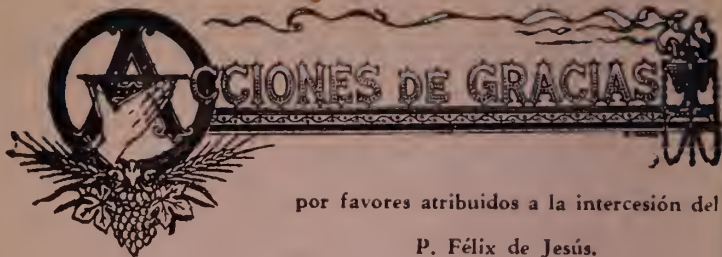 ACCIONES DE GRACIAS
por favores atribuidos a la intercesión del
P. Félix de Jesús.